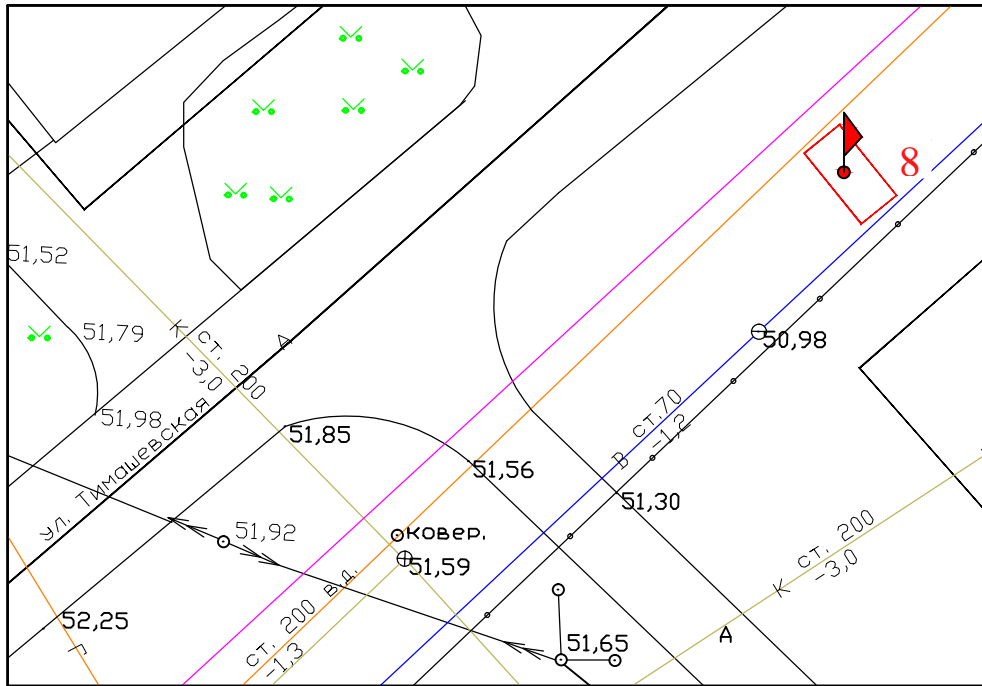 8
51,52
51,79
К ст. 200
-3,0
А
50,98
51,98
51,85
ул. Тимашевская
В ст.70
-1,2
51,56
51,30
51,92
ковер.
51,59
К ст. 200
-3,0
ст. 200 в.д.
-1,3
52,25
Г
51,65
А